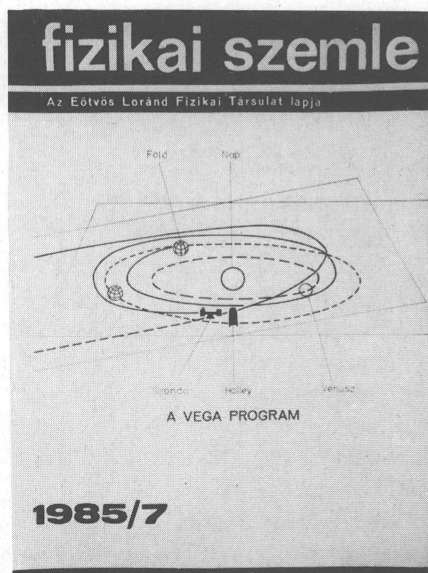 fizikai szemle
Az Eötvös Loránd Fizikai Társulat lapja
Föld Nap
Szonda Halley Vénusz
A VEGA PROGRAM
1985/7